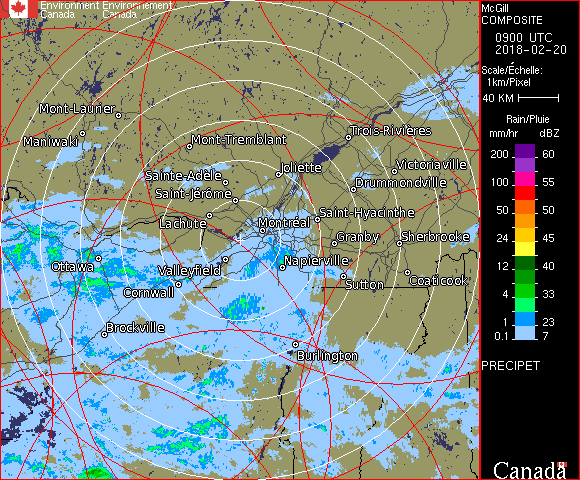 Environment Environnement
Canada Canada
McGill
COMPOSITE
0900 UTC
2018-02-20
Scale/Échelle:
1km/Pixel
40 KM
Rain/Pluie
mm/hr dBZ
200 60
100 55
50 50
24 45
12 40
4 33
1 23
0.1 7
PRECIPET
Canada
Mont-Laurier
Maniwaki
Mont-Tremblant
Trois-Rivières
Joliette
Victoriaville
Sainte-Adèle
Drummondville
Saint-Jérôme
Saint-Hyacinthe
Lachute
Montréal
Granby
Sherbrooke
Ottawa
Valleyfield
Napierville
Cornwall
Sutton
Coaticook
Brockville
Burlington